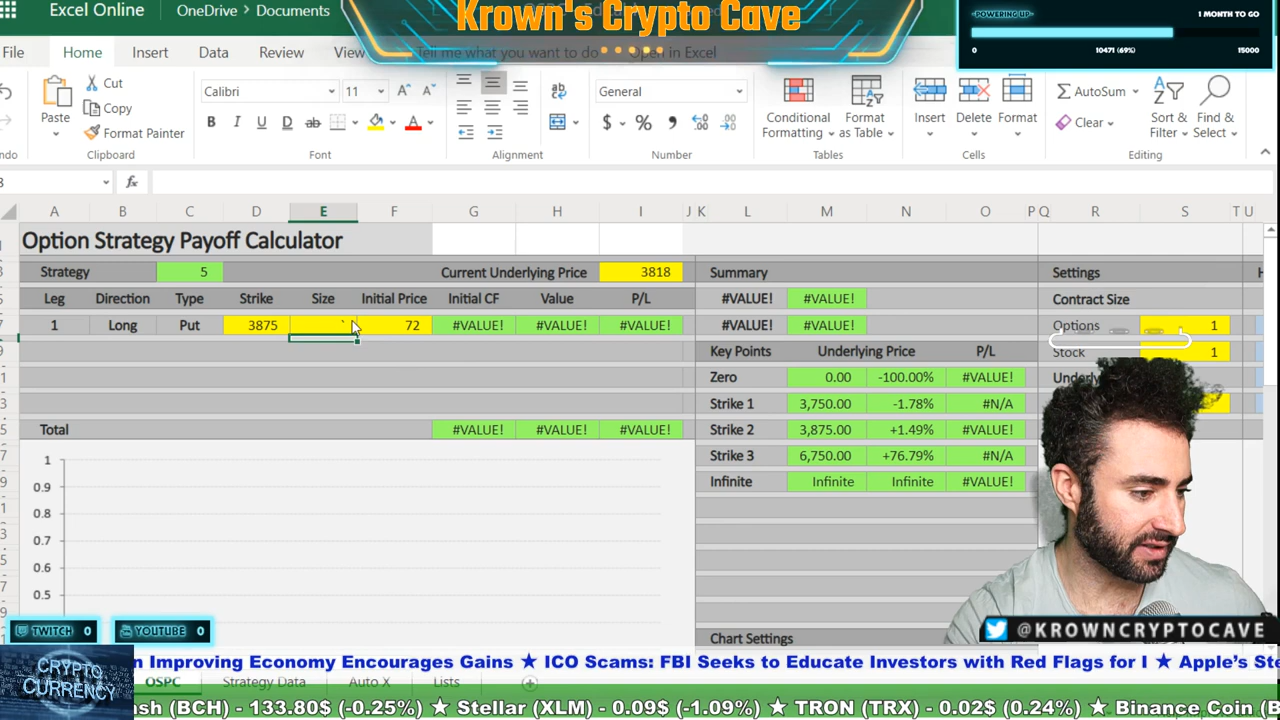 Krown's Crypto Cave
POWERING UP
1 MONTH TO GO
0 10471 (69%) 15000
Excel Online OneDrive > Documents
File Home Insert Data Review View Tell me what you want to do Open in Excel
Paste Cut Copy Format Painter
Calibri 11 General
Conditional Formatting Format as Table Insert Delete Format AutoSum Clear Sort & Filter Find & Select
Clipboard Font Alignment Number Tables Cells Editing
fx
A B C D E F G H I J K L M N O P Q R S T U
Option Strategy Payoff Calculator
Strategy 5 Current Underlying Price 3818 Summary Settings
Leg Direction Type Strike Size Initial Price Initial CF Value P/L #VALUE! #VALUE! Contract Size
1 Long Put 3875 ` 72 #VALUE! #VALUE! #VALUE! #VALUE! #VALUE! Options 1
Key Points Underlying Price P/L Stock 1
Zero 0.00 -100.00% #VALUE!
Strike 1 3,750.00 -1.78% #N/A
Total #VALUE! #VALUE! #VALUE! Strike 2 3,875.00 +1.49% #VALUE!
1 Strike 3 6,750.00 +76.79% #N/A
0.9 Infinite Infinite Infinite #VALUE!
0.8
0.7
0.6
0.5
Chart Settings
TWITCH 0 YOUTUBE 0
@KROWNCRYPTOCAVE
CRYPTO CURRENCY
n Improving Economy Encourages Gains ★ ICO Scams: FBI Seeks to Educate Investors with Red Flags for I ★ Apple's Ste
OSPC Strategy Data Auto X Lists
ash (BCH) - 133.80$ (-0.25%) ★ Stellar (XLM) - 0.09$ (-1.09%) ★ TRON (TRX) - 0.02$ (0.24%) ★ Binance Coin (B